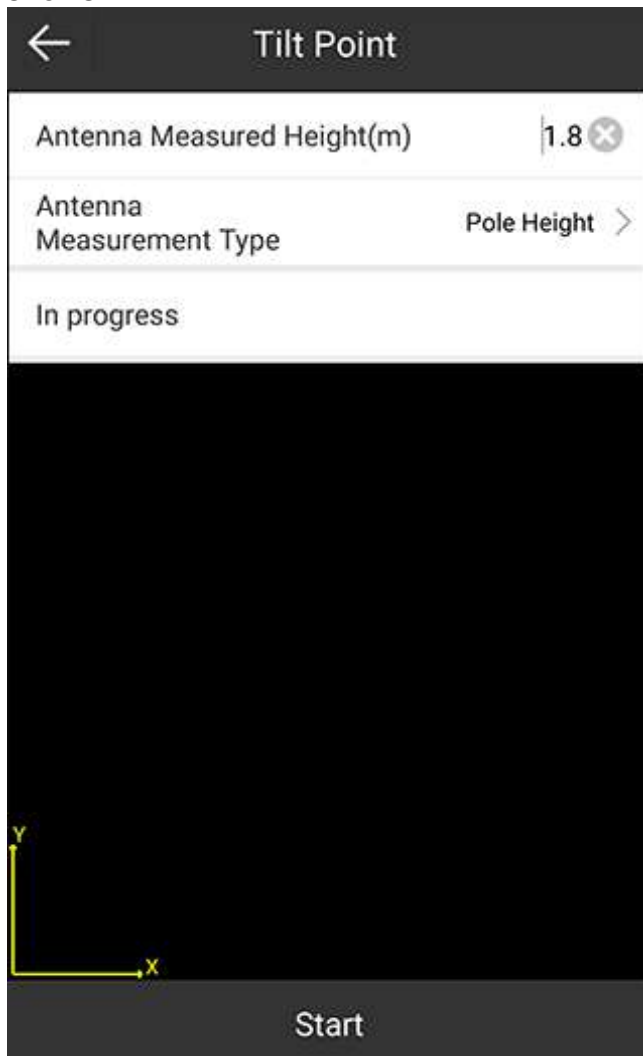 Tilt Point
Antenna Measured Height(m) 1.8
Antenna
Measurement Type
Pole Height
In progress
Y
X
Start